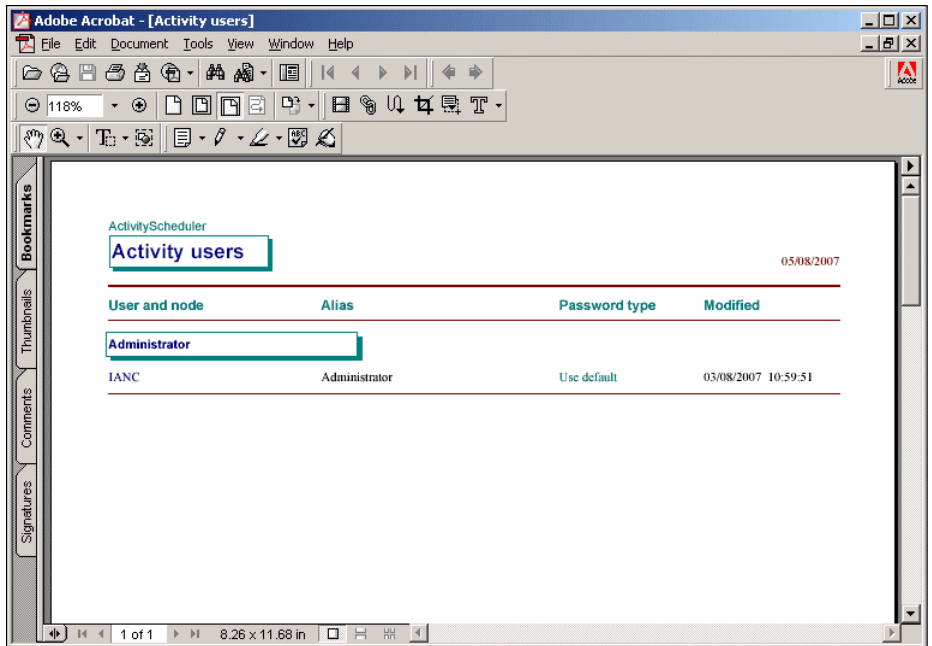 Adobe Acrobat - [Activity users]
File Edit Document Tools View Window Help
Adobe
118%
T
ABC
Bookmarks
Thumbnails
Comments
Signatures
ActivityScheduler
Activity users
05/08/2007
User and node Alias Password type Modified
Administrator
IANC Administrator Use default 03/08/2007 10:59:51
1 of 1 8.26 x 11.68 in